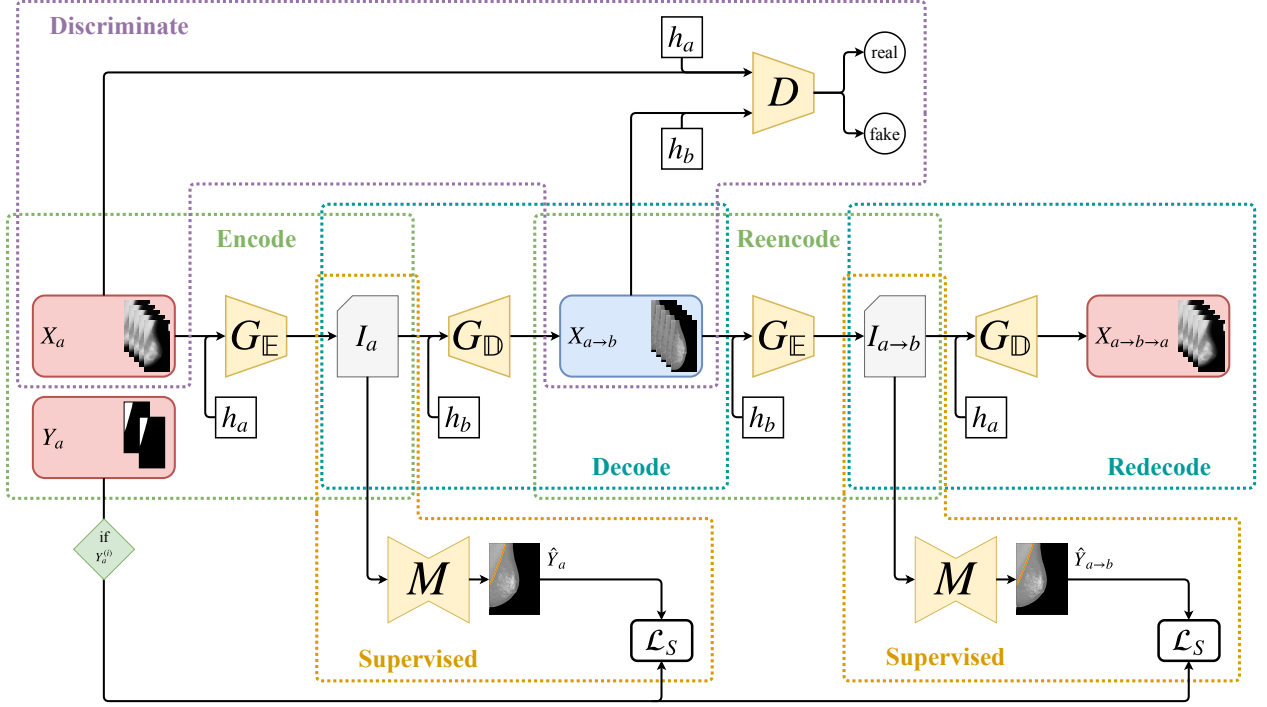 Discriminate
h_a
D
real
fake
h_b
Encode
Reencode
X_a
G_𝔼
I_a
G_𝔻
X_{a→b}
G_𝔼
I_{a→b}
G_𝔻
X_{a→b→a}
Y_a
h_a
h_b
h_b
h_a
Decode
Redecode
if
Y_a^{(i)}
M
Ŷ_a
M
Ŷ_{a→b}
ℒ_S
ℒ_S
Supervised
Supervised